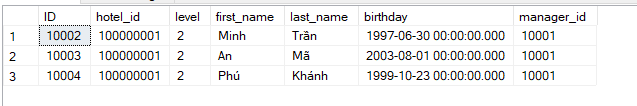 ID hotel_id level first_name last_name birthday manager_id
1 10002 100000001 2 Minh Trần 1997-06-30 00:00:00.000 10001
2 10003 100000001 2 An Mã 2003-08-01 00:00:00.000 10001
3 10004 100000001 2 Phú Khánh 1999-10-23 00:00:00.000 10001